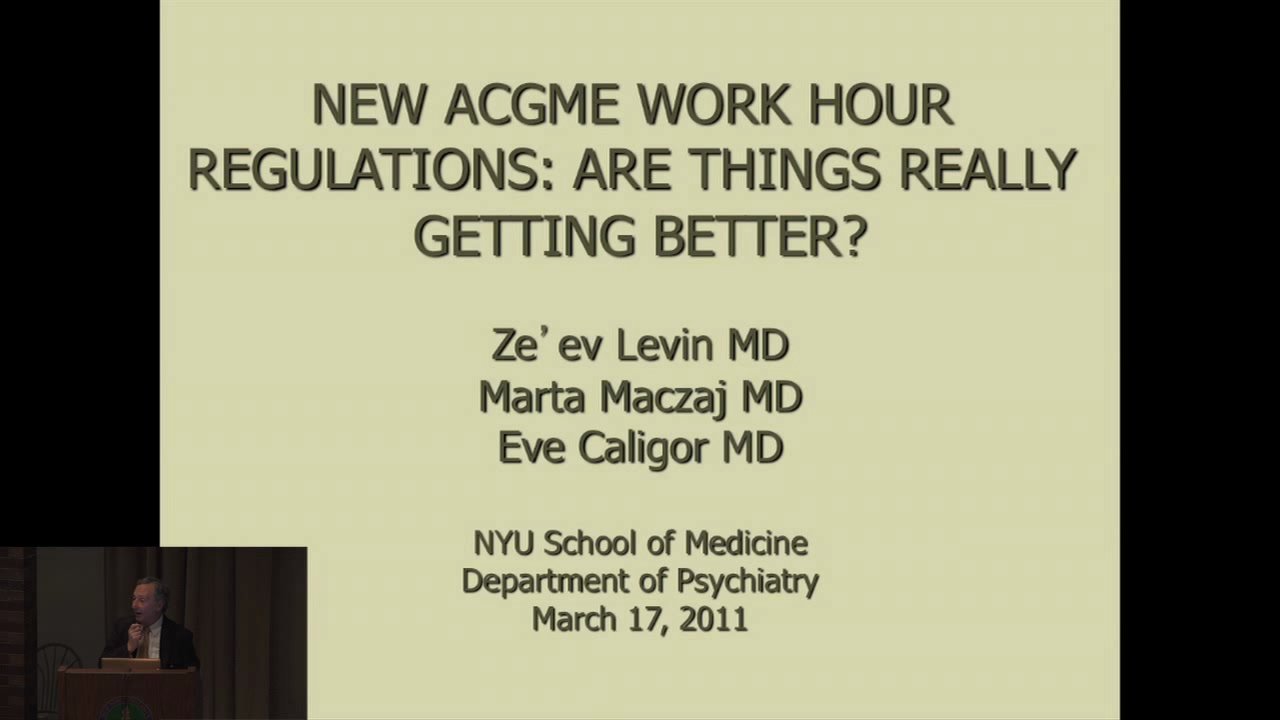 NEW ACGME WORK HOUR
REGULATIONS: ARE THINGS REALLY
GETTING BETTER?
Ze’ev Levin MD
Marta Maczaj MD
Eve Caligor MD
NYU School of Medicine
Department of Psychiatry
March 17, 2011